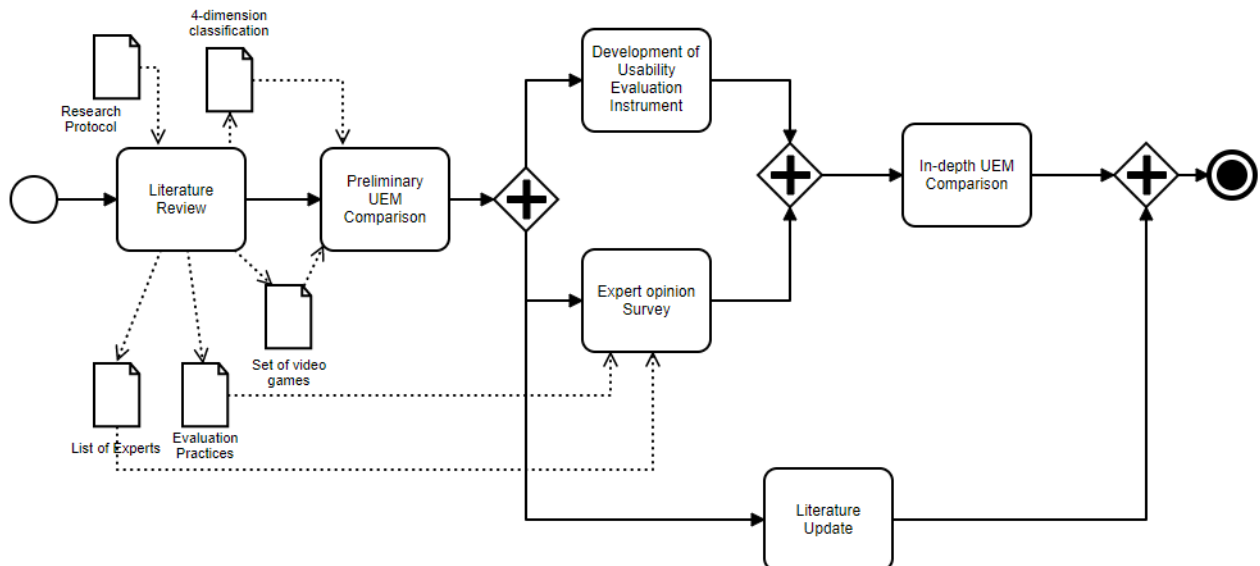 4-dimension
classification
Research
Protocol
Literature
Review
Preliminary
UEM
Comparison
Development of
Usability
Evaluation
Instrument
In-depth UEM
Comparison
Expert opinion
Survey
Set of video
games
List of Experts
Evaluation
Practices
Literature
Update